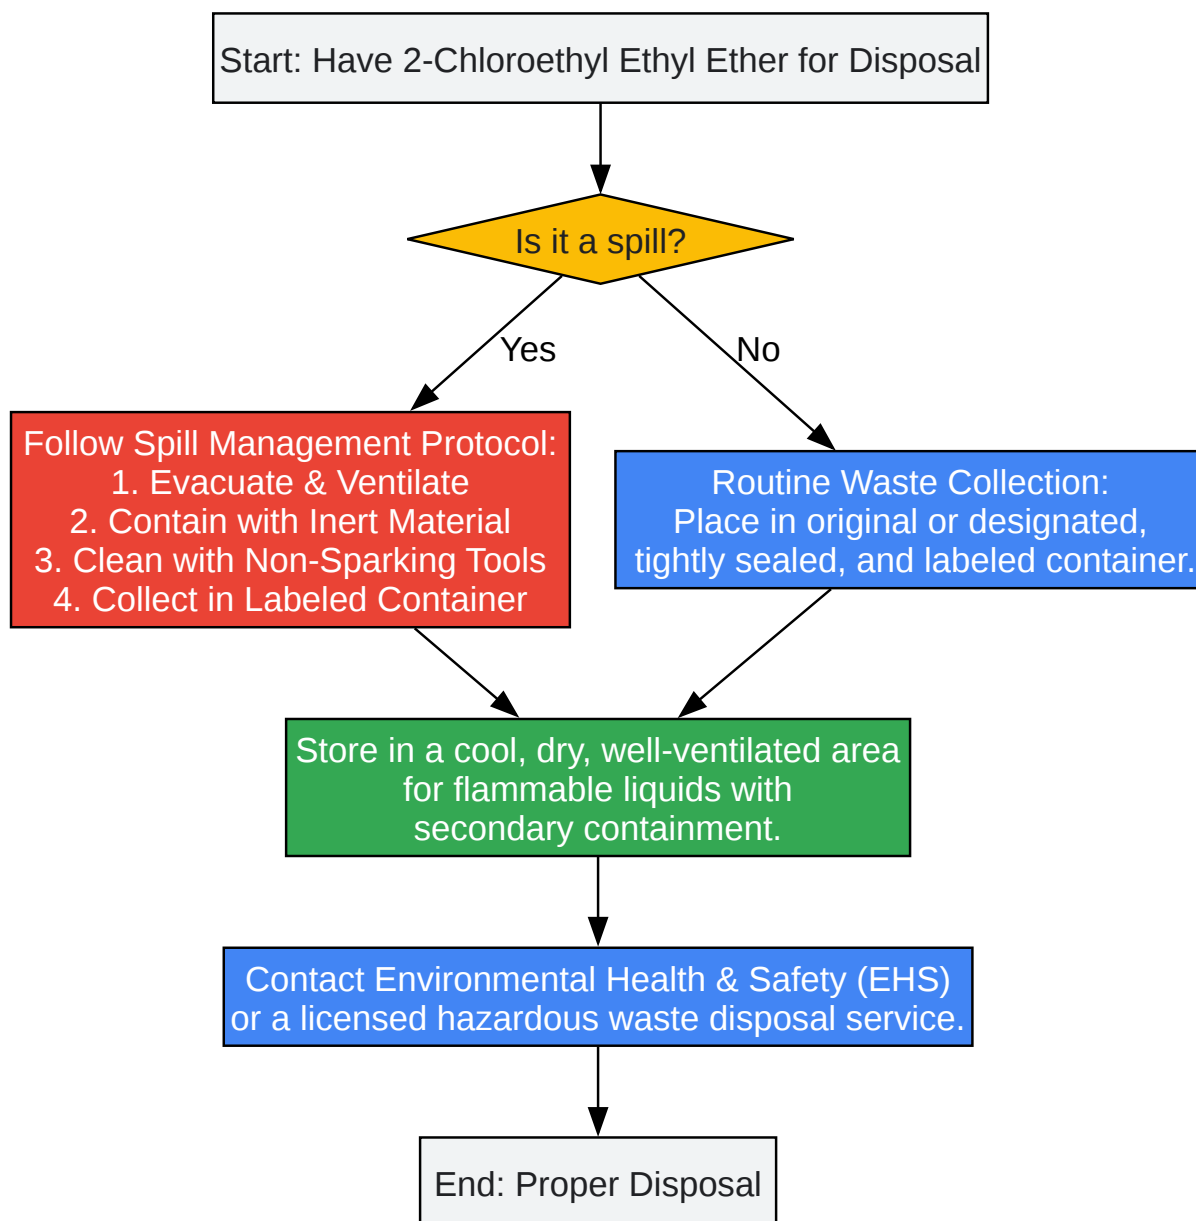 Start: Have 2-Chloroethyl Ethyl Ether for Disposal
Is it a spill?
Yes
No
Follow Spill Management Protocol:
1. Evacuate & Ventilate
2. Contain with Inert Material
3. Clean with Non-Sparking Tools
4. Collect in Labeled Container
Routine Waste Collection:
Place in original or designated,
tightly sealed, and labeled container.
Store in a cool, dry, well-ventilated area
for flammable liquids with
secondary containment.
Contact Environmental Health & Safety (EHS)
or a licensed hazardous waste disposal service.
End: Proper Disposal